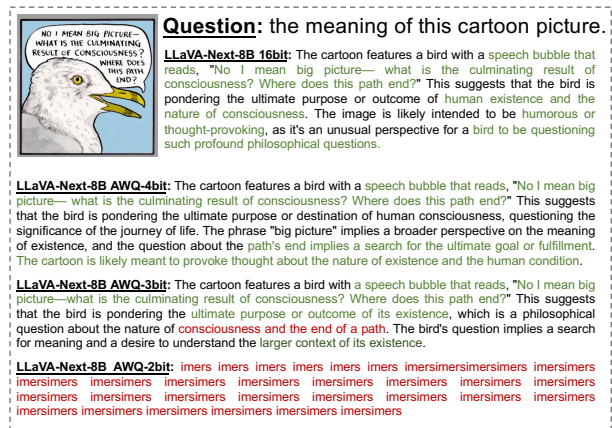 Question: the meaning of this cartoon picture.
NO I MEAN BIG PICTURE—
WHAT IS THE CULMINATING
RESULT OF CONSCIOUSNESS?
WHERE DOES
THIS PATH
END?
LLaVA-Next-8B 16bit: The cartoon features a bird with a speech bubble that
reads, "No I mean big picture— what is the culminating result of
consciousness? Where does this path end?" This suggests that the bird is
pondering the ultimate purpose or outcome of human existence and the
nature of consciousness. The image is likely intended to be humorous or
thought-provoking, as it's an unusual perspective for a bird to be questioning
such profound philosophical questions.
LLaVA-Next-8B AWQ-4bit: The cartoon features a bird with a speech bubble that reads, "No I mean big
picture— what is the culminating result of consciousness? Where does this path end?" This suggests
that the bird is pondering the ultimate purpose or destination of human consciousness, questioning the
significance of the journey of life. The phrase "big picture" implies a broader perspective on the meaning
of existence, and the question about the path's end implies a search for the ultimate goal or fulfillment.
The cartoon is likely meant to provoke thought about the nature of existence and the human condition.
LLaVA-Next-8B AWQ-3bit: The cartoon features a bird with a speech bubble that reads, "No I mean big
picture—what is the culminating result of consciousness? Where does this path end?" This suggests
that the bird is pondering the ultimate purpose or outcome of its existence, which is a philosophical
question about the nature of consciousness and the end of a path. The bird's question implies a search
for meaning and a desire to understand the larger context of its existence.
LLaVA-Next-8B AWQ-2bit: imers imers imers imers imers imers imersimersimersimers imersimers
imersimers imersimers imersimers imersimers imersimers imersimers imersimers imersimers
imersimers imersimers imersimers imersimers imersimers imersimers imersimers imersimers
imersimers imersimers imersimers imersimers imersimers imersimers